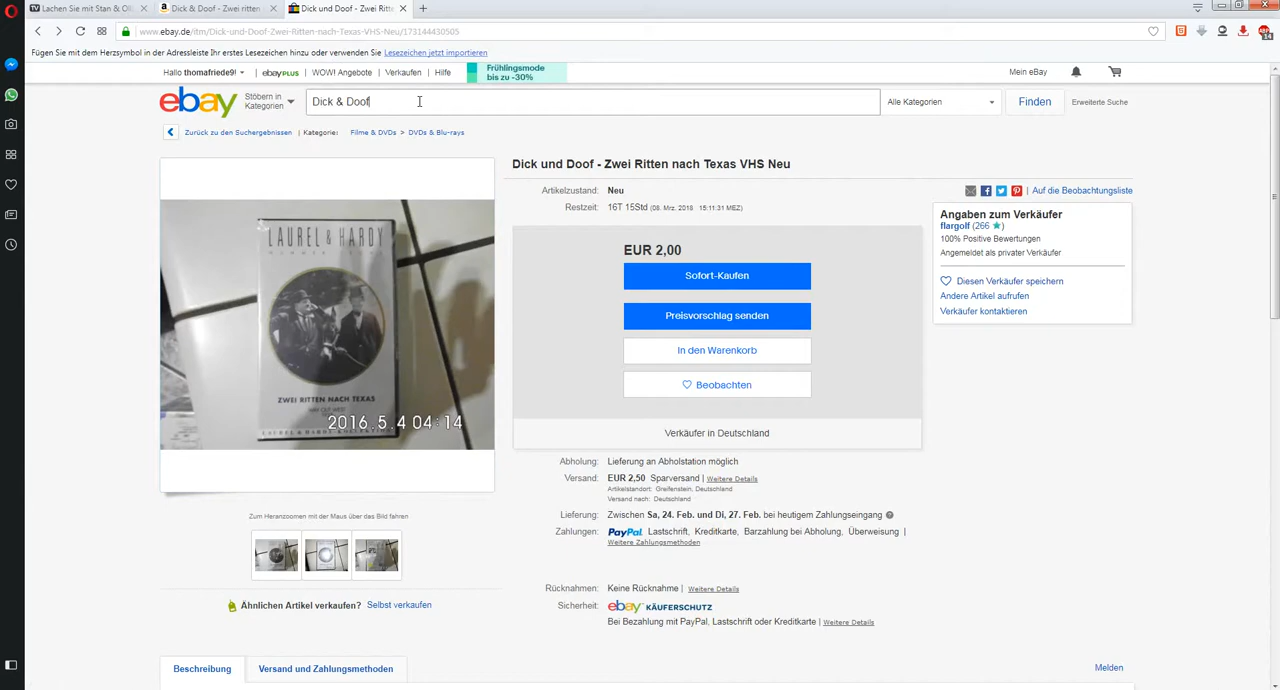 Lachen Sie mit Stan & Olli
Dick & Doof - Zwei ritten
Dick und Doof - Zwei Ritt
www.ebay.de/itm/Dick-und-Doof-Zwei-Ritten-nach-Texas-VHS-Neu/173144430505
Fügen Sie mit dem Herzsymbol in der Adressleiste Ihr erstes Lesezeichen hinzu oder verwenden Sie Lesezeichen jetzt importieren
Hallo thomafriede9! ebayPLUS WOW! Angebote Verkaufen Hilfe
Frühlingsmode
bis zu -30%
Mein eBay
ebay
Stöbern in
Kategorien
Dick & Doof
Alle Kategorien
Finden
Erweiterte Suche
Zurück zu den Suchergebnissen | Kategorie: Filme & DVDs > DVDs & Blu-rays
LAUREL & HARDY
ZWEI RITTEN NACH TEXAS
WAY OUT WEST
2016.5.4 04:14
Zum Heranzoomen mit der Maus über das Bild fahren
Ähnlichen Artikel verkaufen? Selbst verkaufen
Dick und Doof - Zwei Ritten nach Texas VHS Neu
Artikelzustand: Neu
Restzeit: 16T 15Std (08. Mrz. 2018 15:11:31 MEZ)
EUR 2,00
Sofort-Kaufen
Preisvorschlag senden
In den Warenkorb
Beobachten
Verkäufer in Deutschland
Abholung: Lieferung an Abholstation möglich
Versand: EUR 2,50 Sparversand | Weitere Details
Artikelstandort: Greifenstein, Deutschland
Versand nach: Deutschland
Lieferung: Zwischen Sa, 24. Feb. und Di, 27. Feb. bei heutigem Zahlungseingang
Zahlungen: PayPal Lastschrift, Kreditkarte, Barzahlung bei Abholung, Überweisung |
Weitere Zahlungsmethoden
Rücknahmen: Keine Rücknahme | Weitere Details
Sicherheit: ebay KÄUFERSCHUTZ
Bei Bezahlung mit PayPal, Lastschrift oder Kreditkarte | Weitere Details
| Auf die Beobachtungsliste
Angaben zum Verkäufer
flargolf (266)
100% Positive Bewertungen
Angemeldet als privater Verkäufer
Diesen Verkäufer speichern
Andere Artikel aufrufen
Verkäufer kontaktieren
Beschreibung
Versand und Zahlungsmethoden
Melden